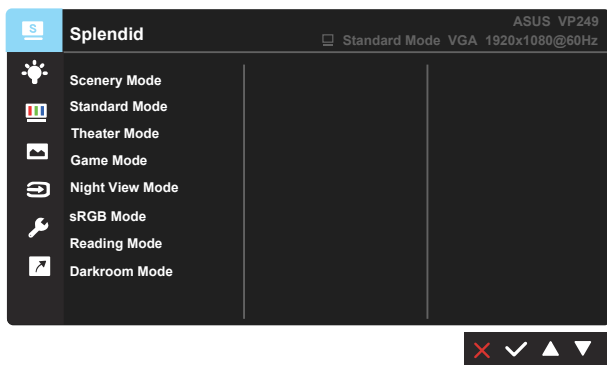 S
Splendid
ASUS VP249
Standard Mode VGA 1920x1080@60Hz
Scenery Mode
Standard Mode
Theater Mode
Game Mode
Night View Mode
sRGB Mode
Reading Mode
Darkroom Mode